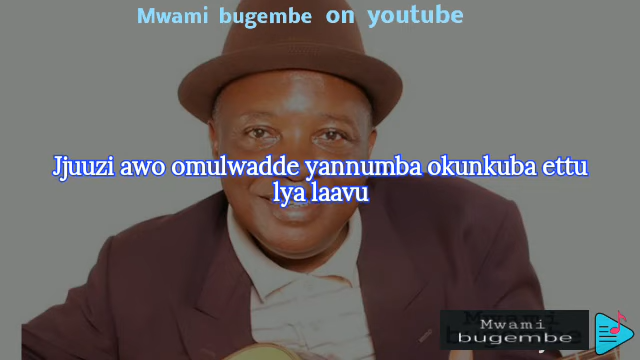 Mwami bugembe on youtube
Jjuuzi awo omulwadde yannumba okunkuba ettu
lya laavu
Mwami
bugembe